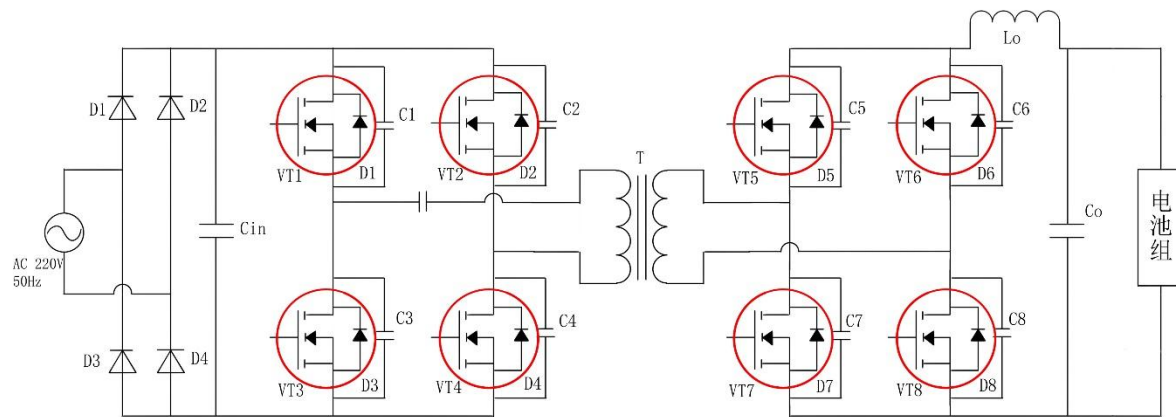 Lo
D1
D2
C1
C2
C5
C6
VT1
D1
VT2
D2
T
VT5
D5
VT6
D6
Cin
Co
电池组
AC 220V
50Hz
C3
C4
C7
C8
D3
D4
VT3
D3
VT4
D4
VT7
D7
VT8
D8